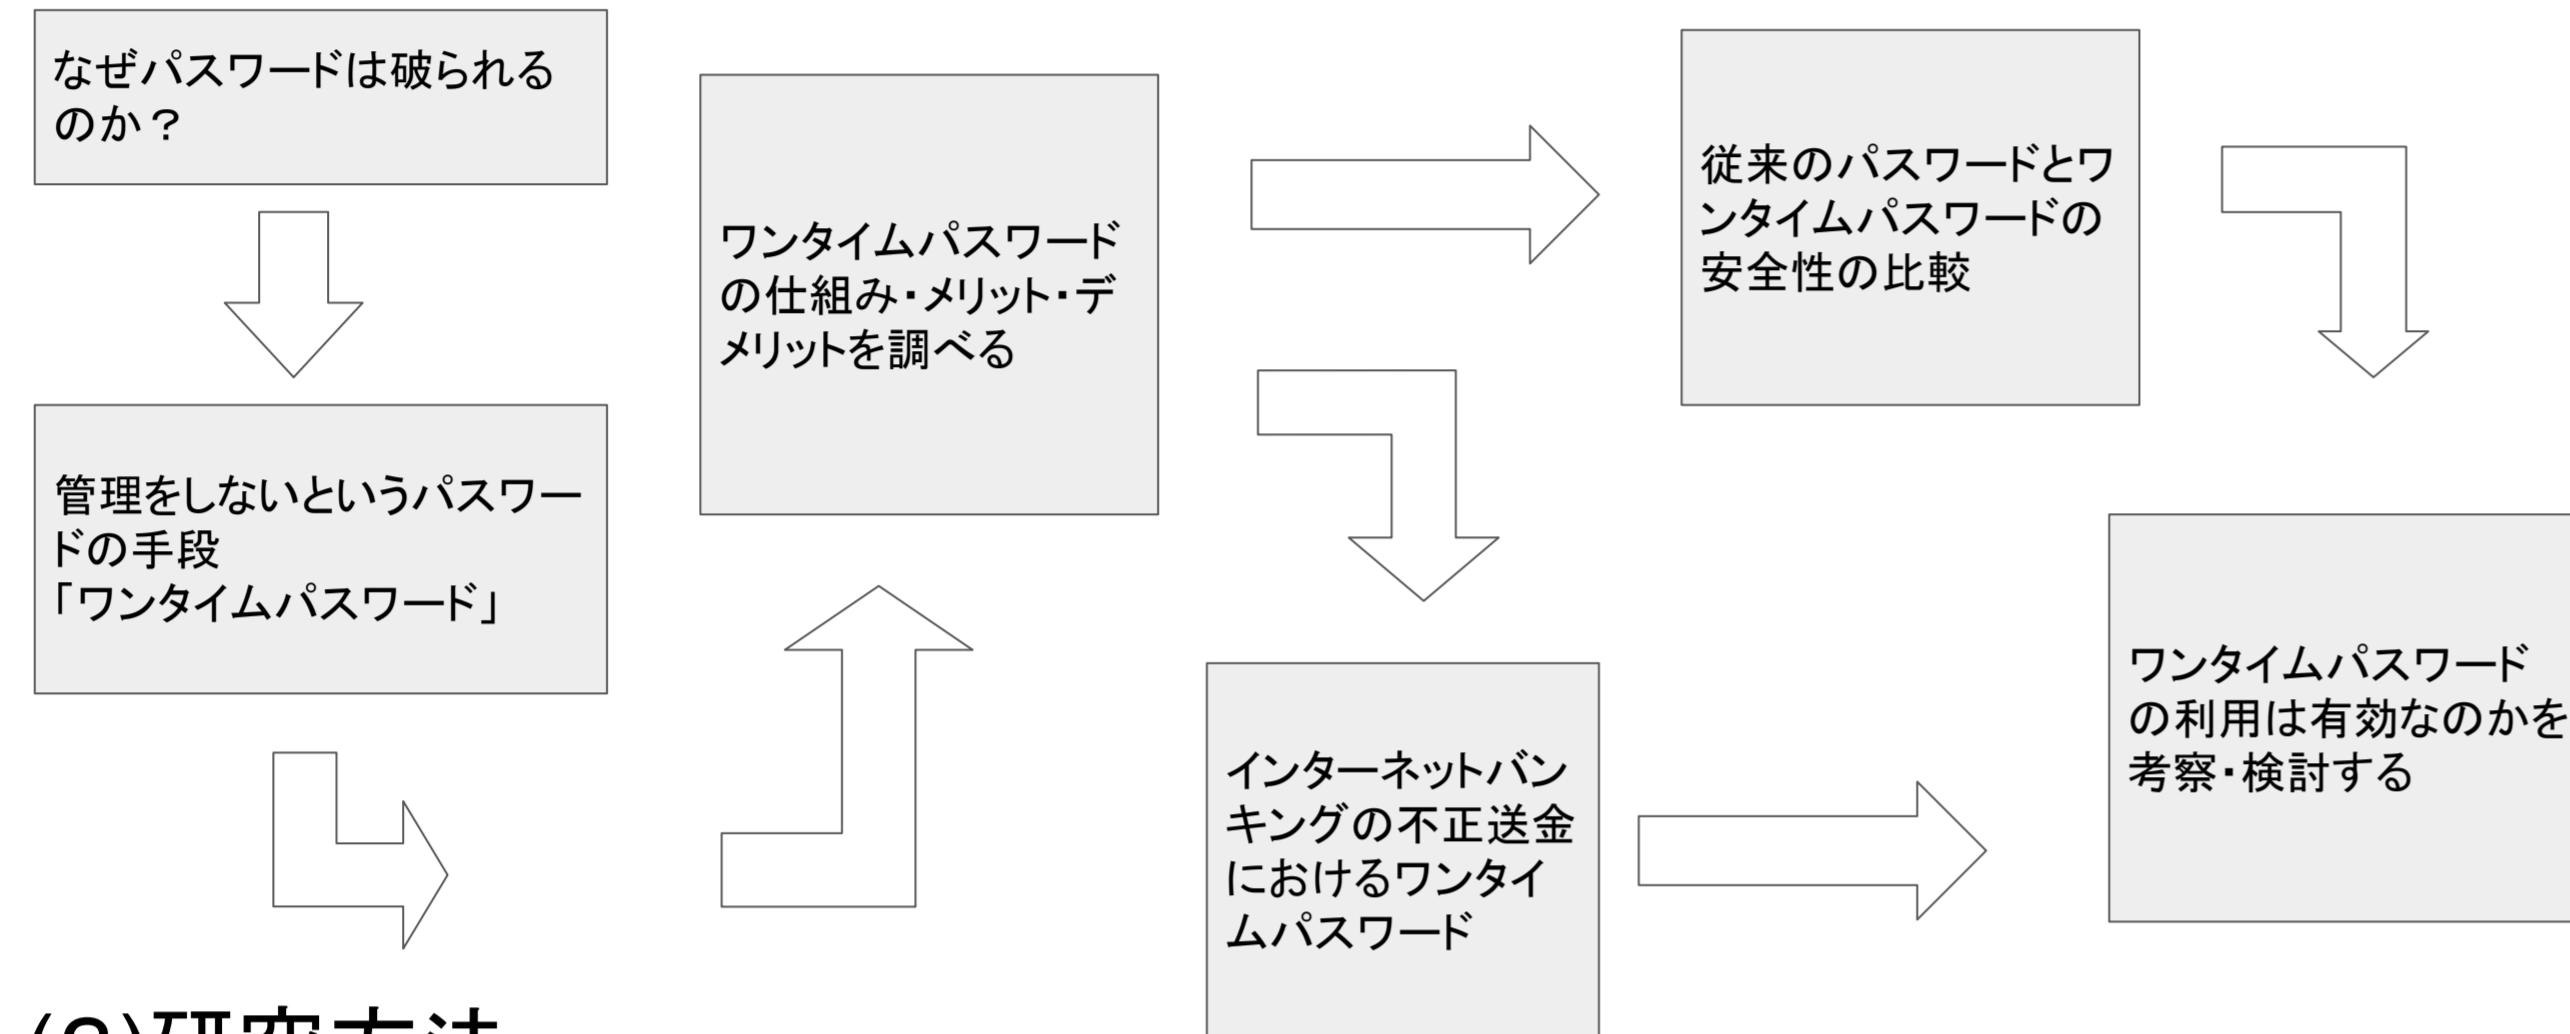 なぜパスワードは破られる
のか？
管理をしないというパスワー
ドの手段
「ワンタイムパスワード」
ワンタイムパスワード
の仕組み・メリット・デ
メリットを調べる
従来のパスワードとワ
ンタイムパスワードの
安全性の比較
インターネットバン
キングの不正送金
におけるワンタイ
ムパスワード
ワンタイムパスワード
の利用は有効なのかを
考察・検討する
研究方法